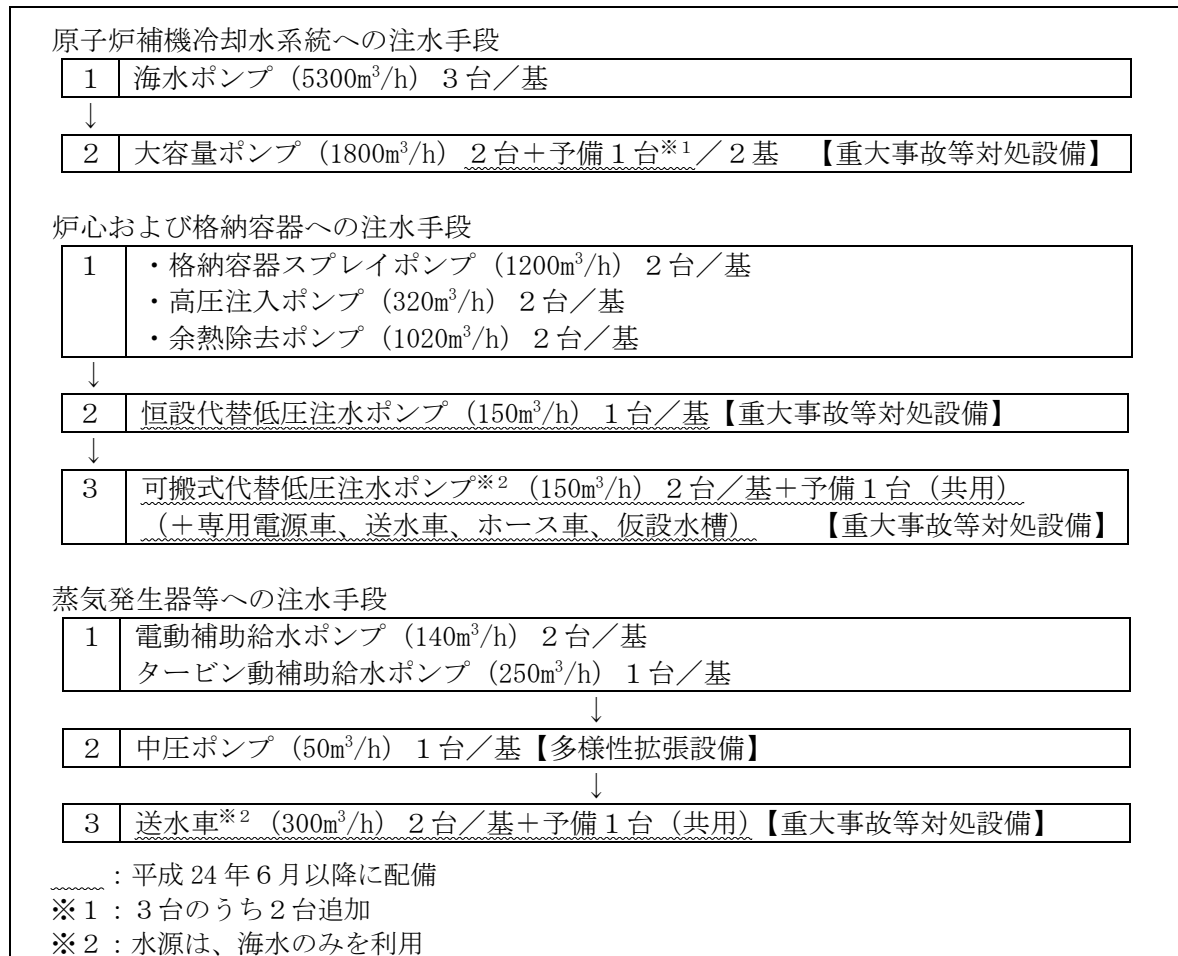 原子炉補機冷却水系統への注水手段
1 海水ポンプ（5300m³/h）３台／基
↓
2 大容量ポンプ（1800m³/h）２台＋予備１台※１／２基　【重大事故等対処設備】
炉心および格納容器への注水手段
1 ・格納容器スプレイポンプ（1200m³/h）２台／基
・高圧注入ポンプ（320m³/h）２台／基
・余熱除去ポンプ（1020m³/h）２台／基
↓
2 恒設代替低圧注水ポンプ（150m³/h）１台／基【重大事故等対処設備】
↓
3 可搬式代替低圧注水ポンプ※２（150m³/h）２台／基＋予備１台（共用）
（＋専用電源車、送水車、ホース車、仮設水槽）　【重大事故等対処設備】
蒸気発生器等への注水手段
1 電動補助給水ポンプ（140m³/h）２台／基
タービン動補助給水ポンプ（250m³/h）１台／基
↓
2 中圧ポンプ（50m³/h）１台／基【多様性拡張設備】
↓
3 送水車※２（300m³/h）２台／基＋予備１台（共用）【重大事故等対処設備】
：平成 24 年６月以降に配備
※１：３台のうち２台追加
※２：水源は、海水のみを利用